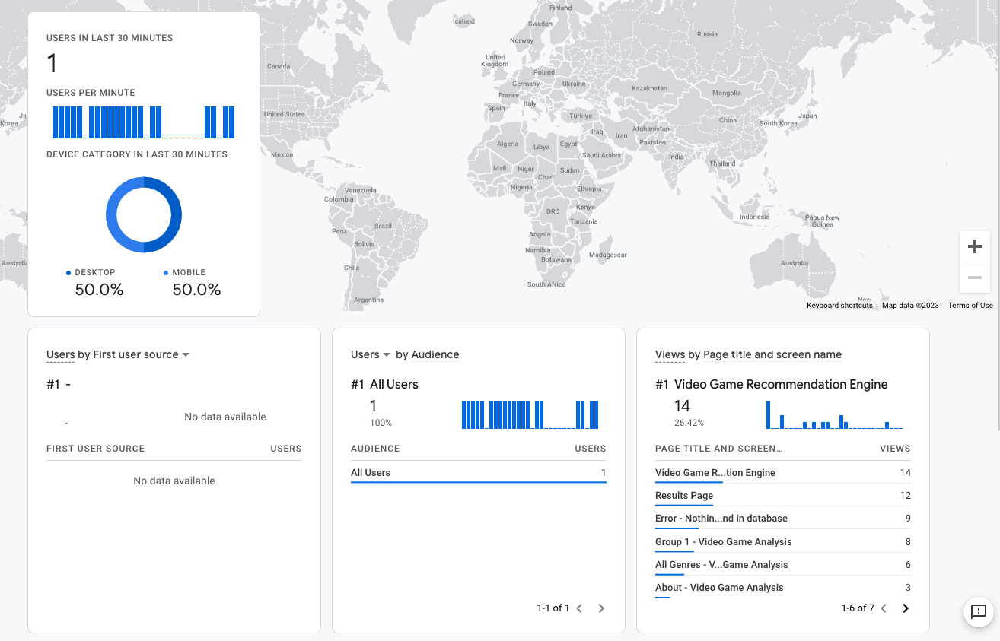 USERS IN LAST 30 MINUTES
1
USERS PER MINUTE
DEVICE CATEGORY IN LAST 30 MINUTES
DESKTOP
50.0%
MOBILE
50.0%
Iceland
Finland
Sweden
Norway
Russia
United
Kingdom
Canada
Poland
Germany
Ukraine
Kazakhstan
Mongolia
France
Italy
Spain
United States
Türkiye
China
South Korea
Japan
Korea
Iraq
Iran
Afghanistan
Pakistan
Algeria
Libya
Egypt
Saudi Arabia
India
Mexico
Mali
Niger
Chad
Sudan
Thailand
Nigeria
Ethiopia
Venezuela
Colombia
DRC
Kenya
Tanzania
Indonesia
Papua New
Guinea
Peru
Brazil
Angola
Bolivia
Namibia
Botswana
Madagascar
Chile
Australia
South Africa
Argentina
Australia
New
Keyboard shortcuts
Map data ©2023
Terms of Use
Users by First user source
#1 -
-
No data available
FIRST USER SOURCE USERS
No data available
Users by Audience
#1 All Users
1
100%
AUDIENCE USERS
All Users 1
1-1 of 1
Views by Page title and screen name
#1 Video Game Recommendation Engine
14
26.42%
PAGE TITLE AND SCREEN… VIEWS
Video Game R...tion Engine 14
Results Page 12
Error - Nothin...nd in database 9
Group 1 - Video Game Analysis 8
All Genres - V...Game Analysis 6
About - Video Game Analysis 3
1-6 of 7